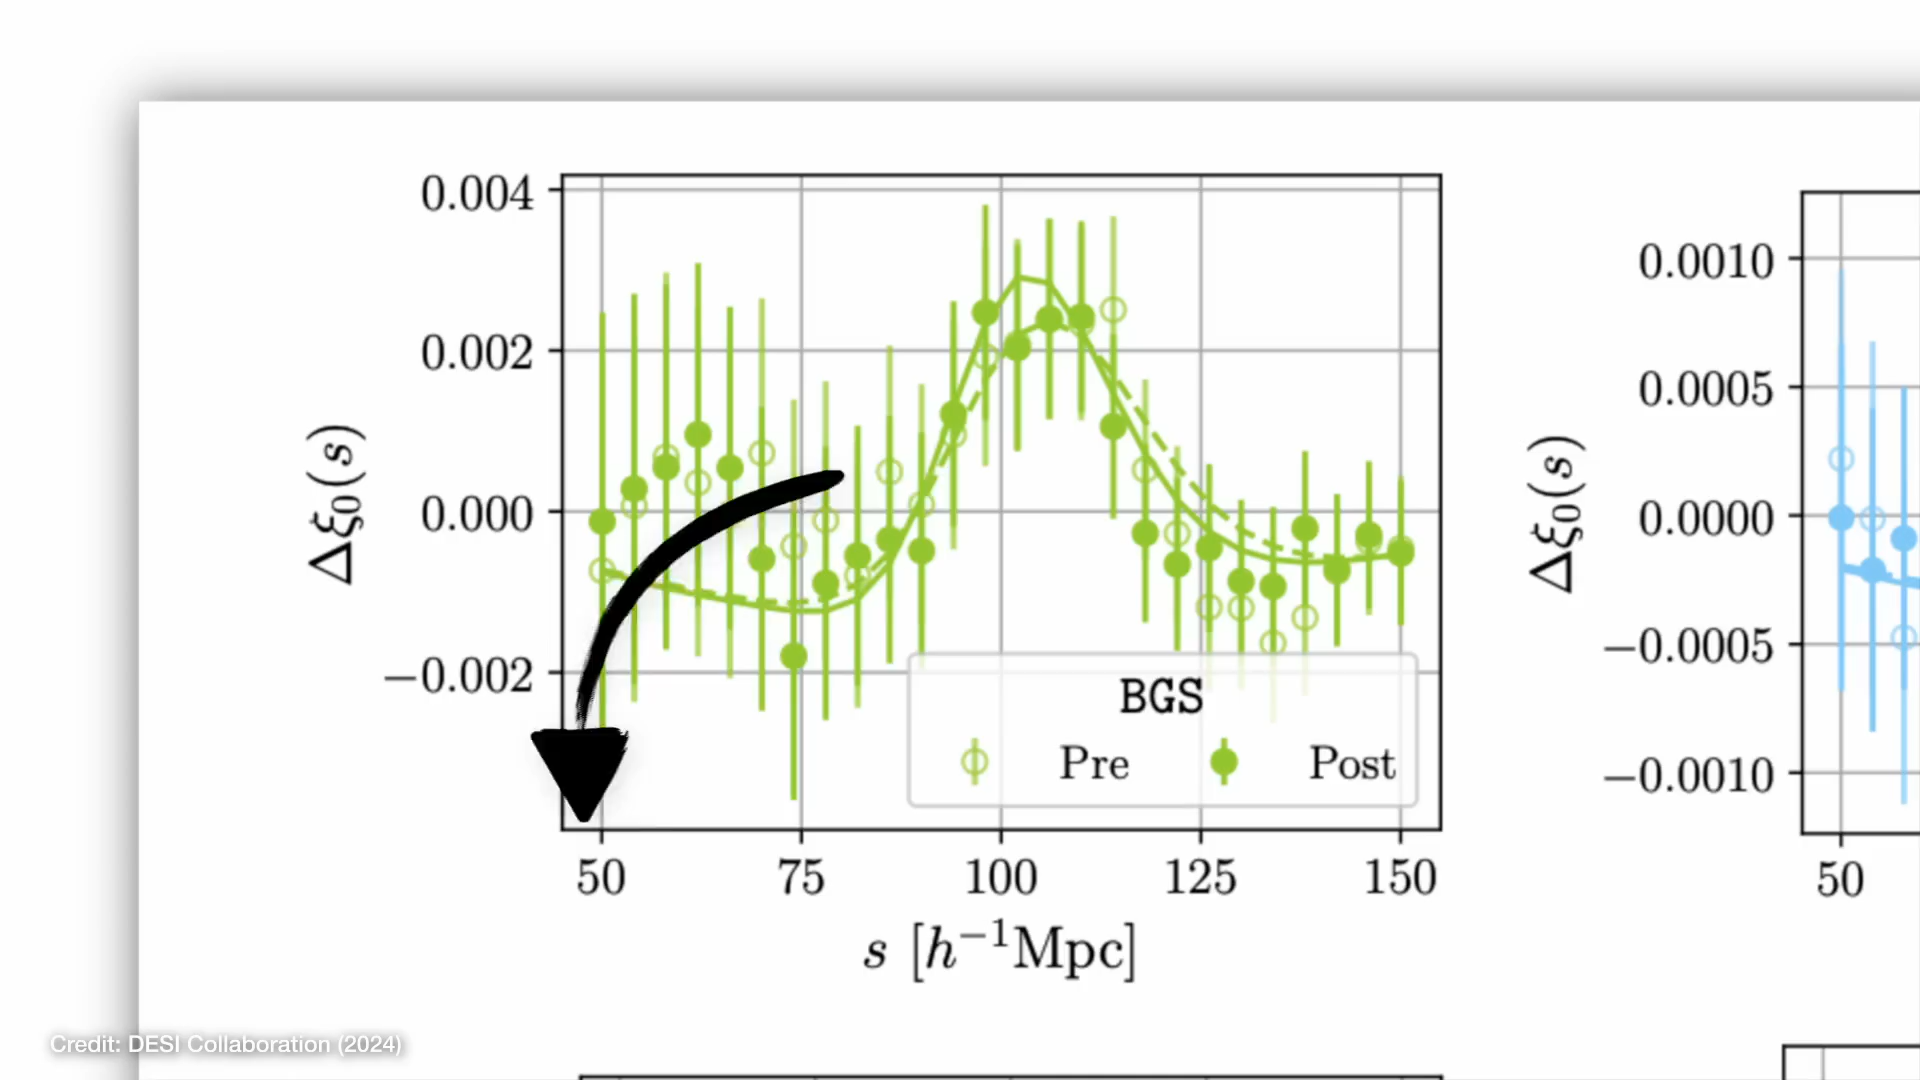 0.004
0.002
0.000
−0.002
Δξ₀(s)
BGS
Pre Post
50 75 100 125 150
s [h⁻¹Mpc]
0.0010
0.0005
0.0000
−0.0005
−0.0010
Δξ₀(s)
50
Credit: DESI Collaboration (2024)